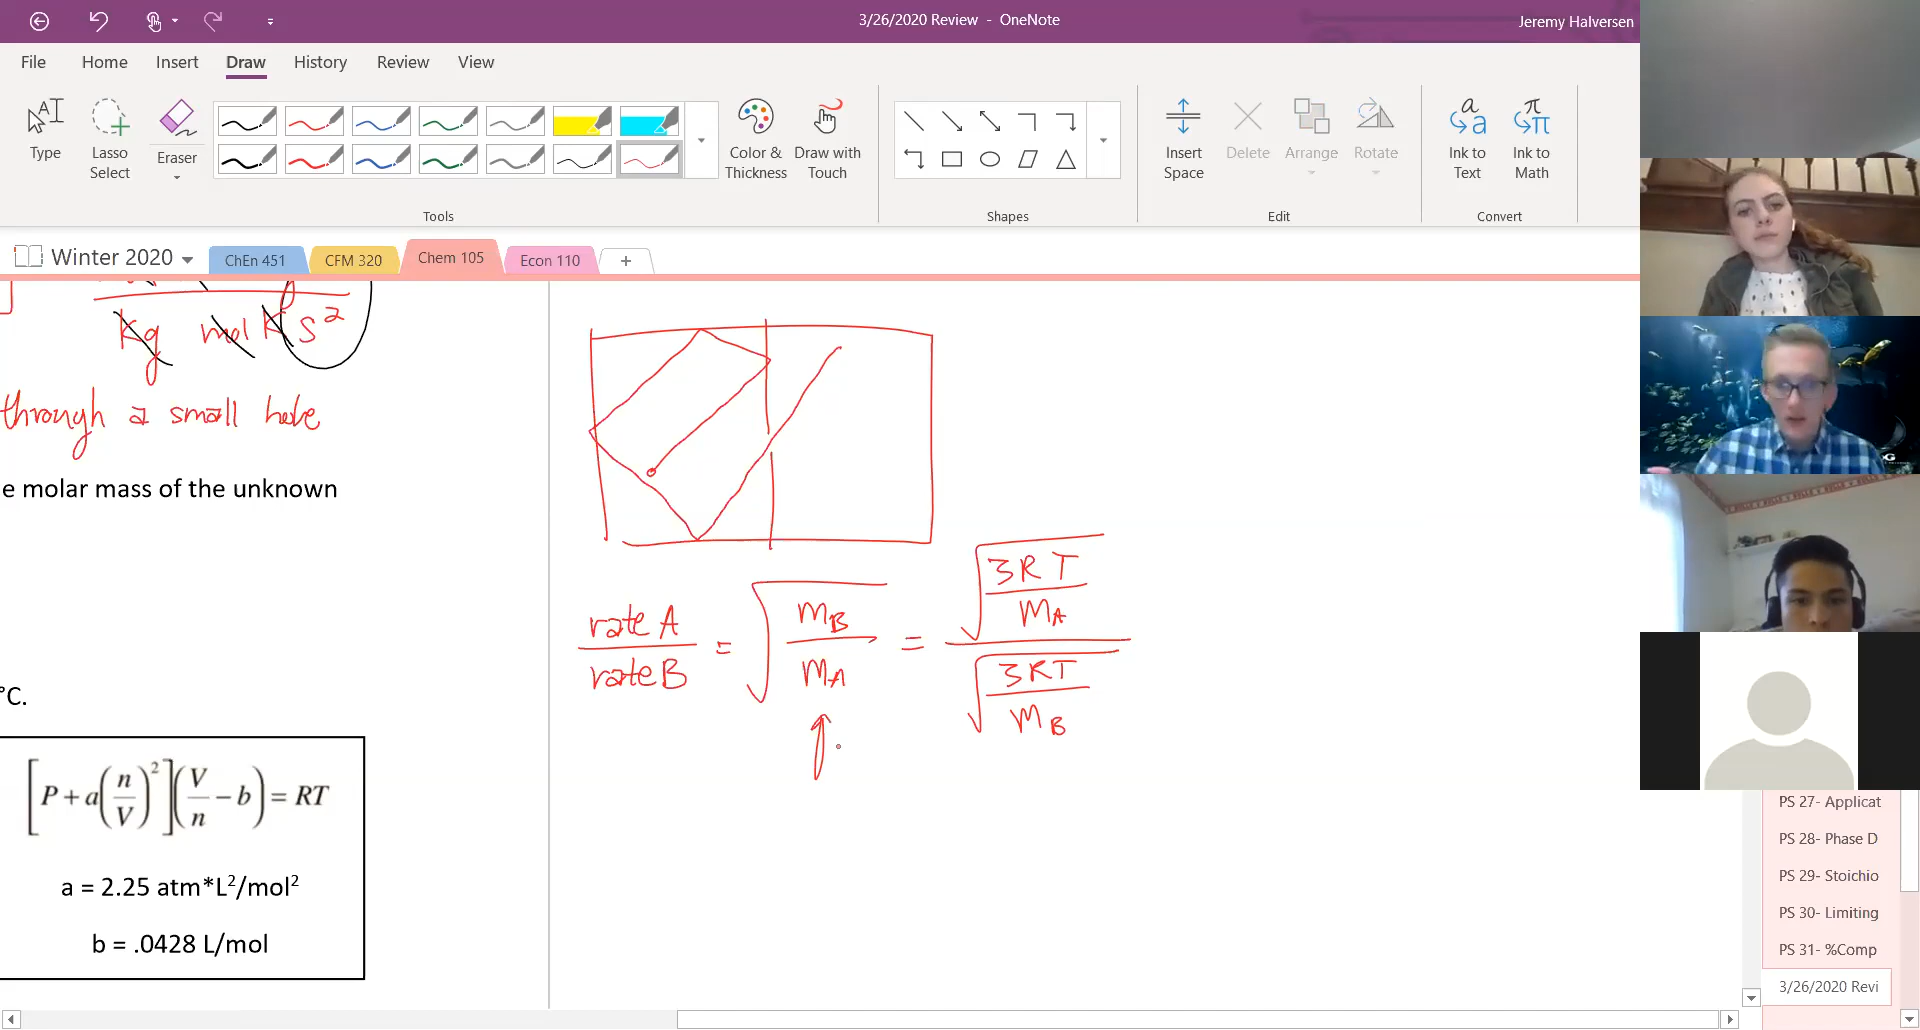 3/26/2020 Review - OneNote
Jeremy Halversen
File Home Insert Draw History Review View
Type
Lasso Select
Eraser
Color & Thickness
Draw with Touch
Insert Space
Delete
Arrange
Rotate
Ink to Text
Ink to Math
Tools
Shapes
Edit
Convert
Winter 2020
ChEn 451
CFM 320
Chem 105
Econ 110
+
kg mol K s²
through a small hole
e molar mass of the unknown
°C.
[P + a(n/V)²](V/n − b) = RT
a = 2.25 atm*L²/mol²
b = .0428 L/mol
rate A / rate B = √(MB / MA) = √(3RT / MA) / √(3RT / MB)
PS 27- Applicat
PS 28- Phase D
PS 29- Stoichio
PS 30- Limiting
PS 31- %Comp
3/26/2020 Revi